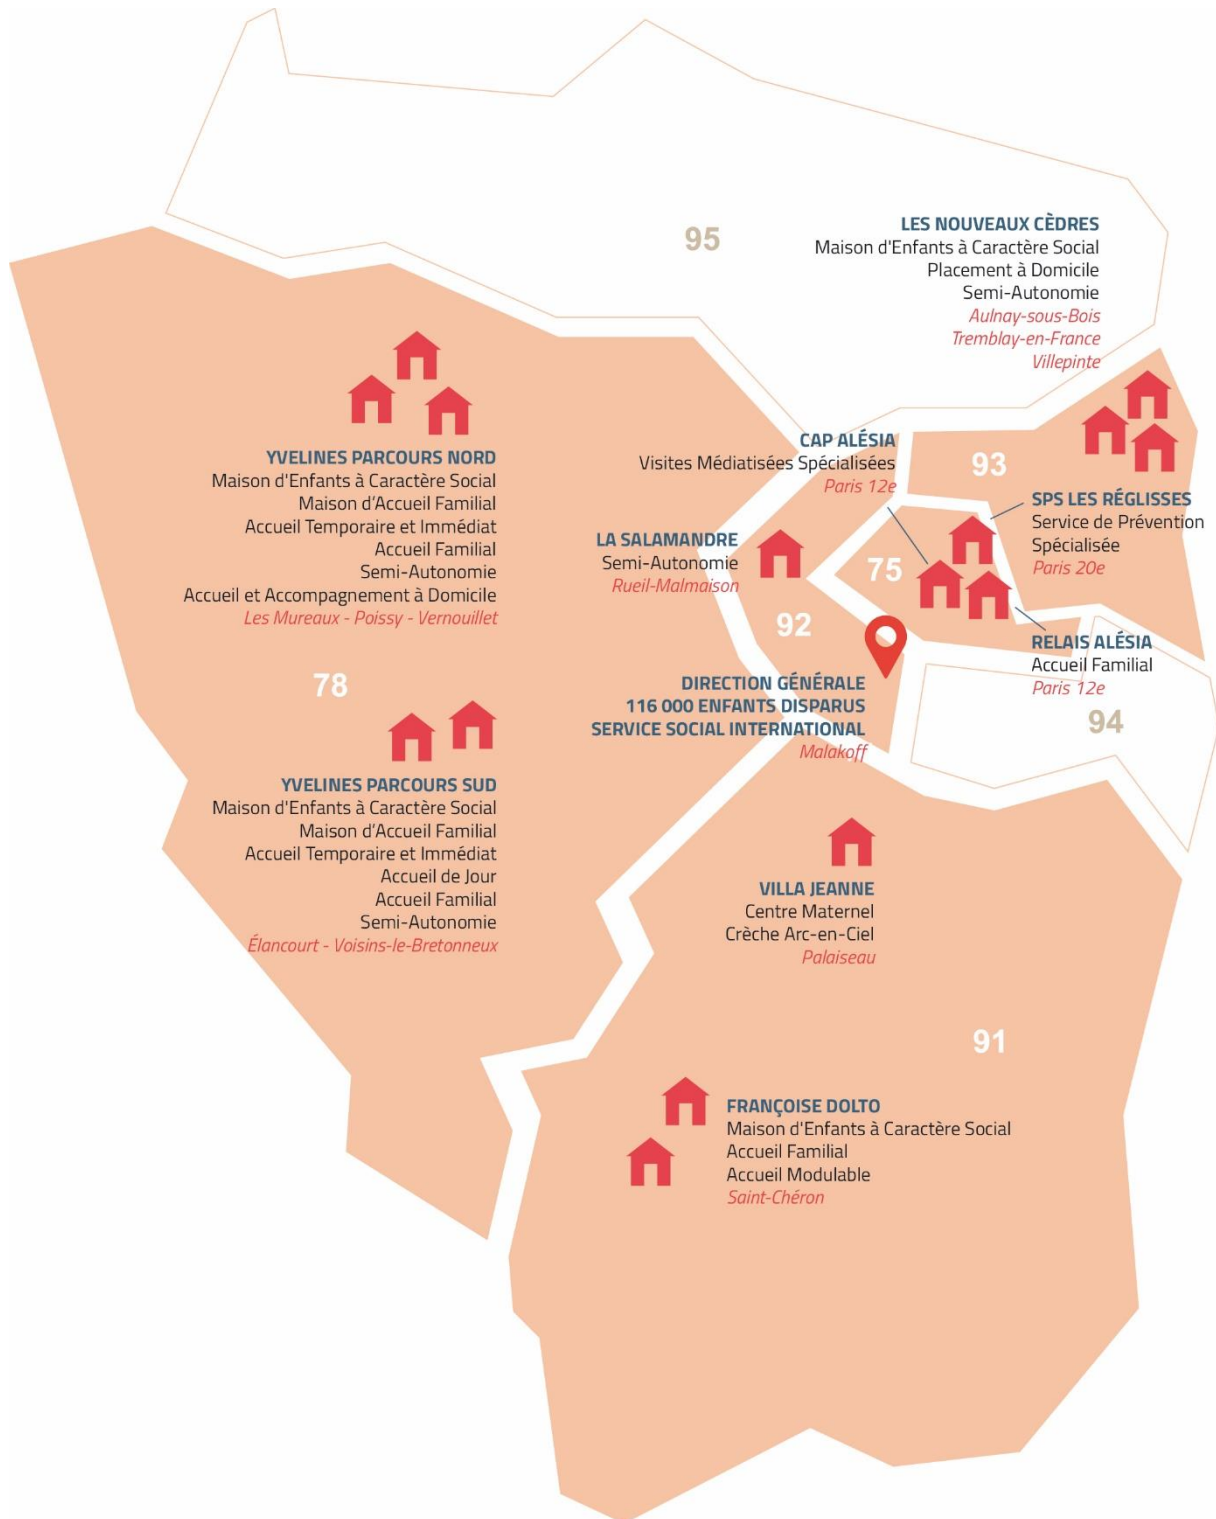 95
LES NOUVEAUX CÈDRES
Maison d'Enfants à Caractère Social
Placement à Domicile
Semi-Autonomie
Aulnay-sous-Bois
Tremblay-en-France
Villepinte
YVELINES PARCOURS NORD
Maison d'Enfants à Caractère Social
Maison d'Accueil Familial
Accueil Temporaire et Immédiat
Accueil Familial
Semi-Autonomie
Accueil et Accompagnement à Domicile
Les Mureaux - Poissy - Vernouillet
CAP ALÉSIA
Visites Médiatisées Spécialisées
Paris 12e
93
SPS LES RÉGLISSES
Service de Prévention
Spécialisée
Paris 20e
LA SALAMANDRE
Semi-Autonomie
Rueil-Malmaison
75
92
RELAIS ALÉSIA
Accueil Familial
Paris 12e
DIRECTION GÉNÉRALE
116 000 ENFANTS DISPARUS
SERVICE SOCIAL INTERNATIONAL
Malakoff
94
78
YVELINES PARCOURS SUD
Maison d'Enfants à Caractère Social
Maison d'Accueil Familial
Accueil Temporaire et Immédiat
Accueil de Jour
Accueil Familial
Semi-Autonomie
Élancourt - Voisins-le-Bretonneux
VILLA JEANNE
Centre Maternel
Crèche Arc-en-Ciel
Palaiseau
91
FRANÇOISE DOLTO
Maison d'Enfants à Caractère Social
Accueil Familial
Accueil Modulable
Saint-Chéron